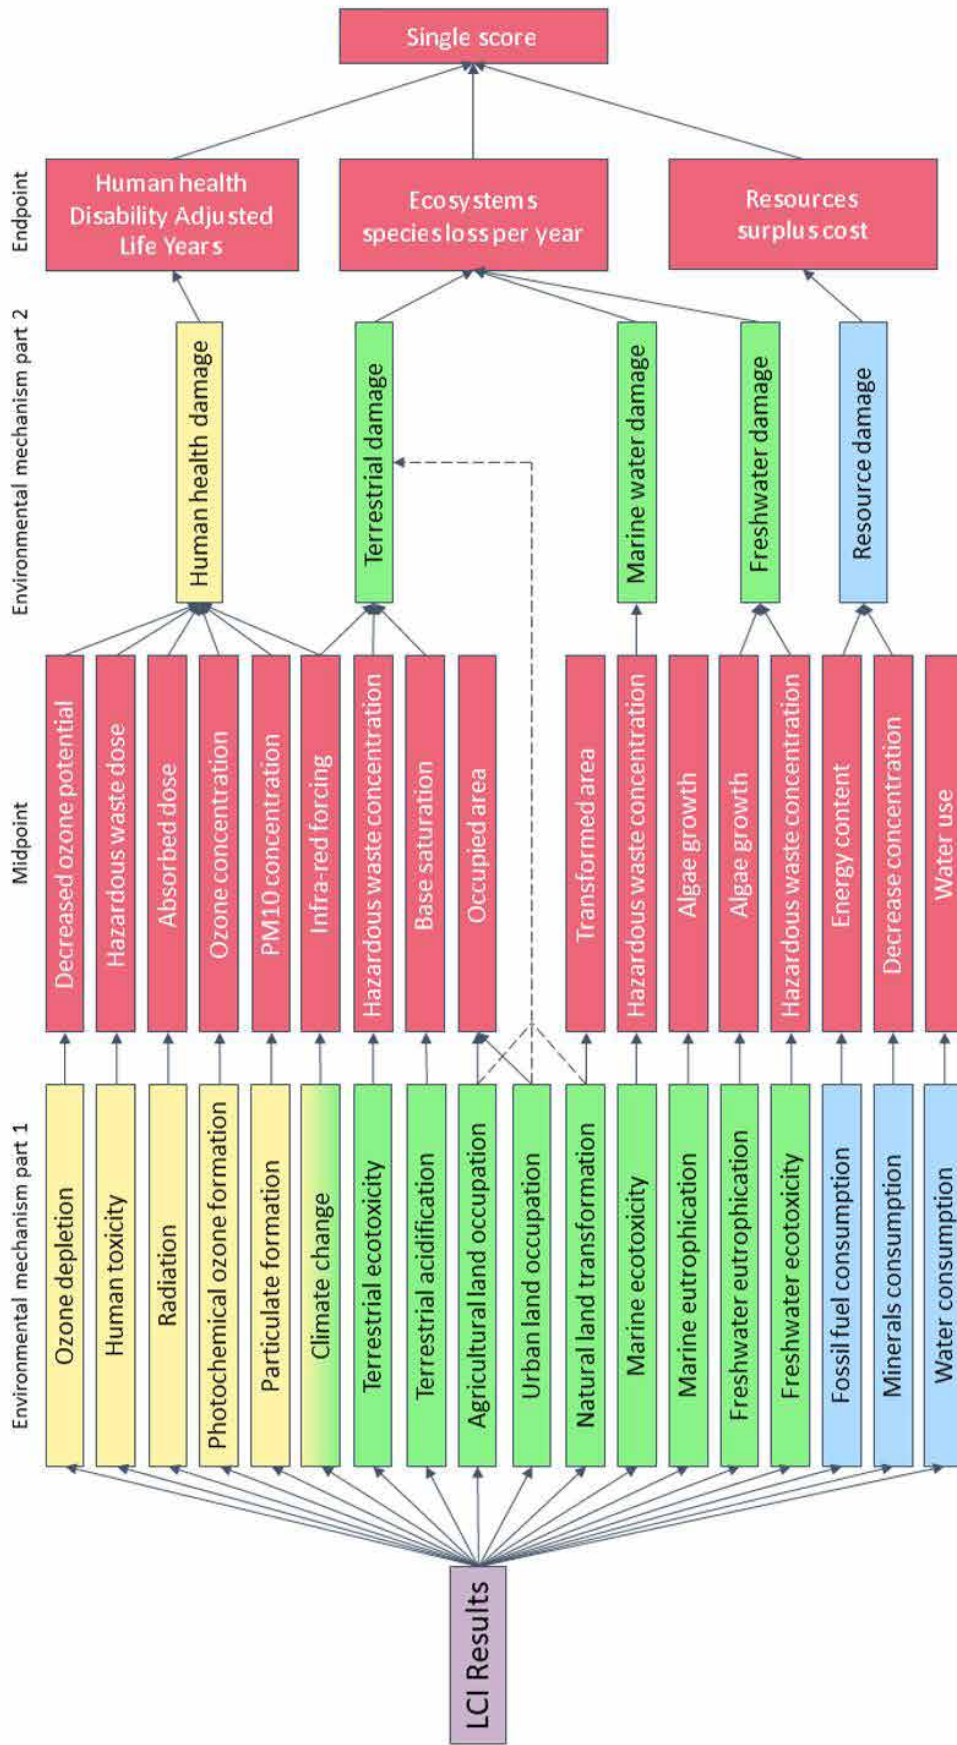 Environmental mechanism part 1
Midpoint
Environmental mechanism part 2
Endpoint
LCI Results
Ozone depletion
Human toxicity
Radiation
Photochemical ozone formation
Particulate formation
Climate change
Terrestrial ecotoxicity
Terrestrial acidification
Agricultural land occupation
Urban land occupation
Natural land transformation
Marine ecotoxicity
Marine eutrophication
Freshwater eutrophication
Freshwater ecotoxicity
Fossil fuel consumption
Minerals consumption
Water consumption
Decreased ozone potential
Hazardous waste dose
Absorbed dose
Ozone concentration
PM10 concentration
Infra-red forcing
Hazardous waste concentration
Base saturation
Occupied area
Transformed area
Hazardous waste concentration
Algae growth
Algae growth
Hazardous waste concentration
Energy content
Decrease concentration
Water use
Human health damage
Terrestrial damage
Marine water damage
Freshwater damage
Resource damage
Human health
Disability Adjusted
Life Years
Ecosystems
species loss per year
Resources
surplus cost
Single score